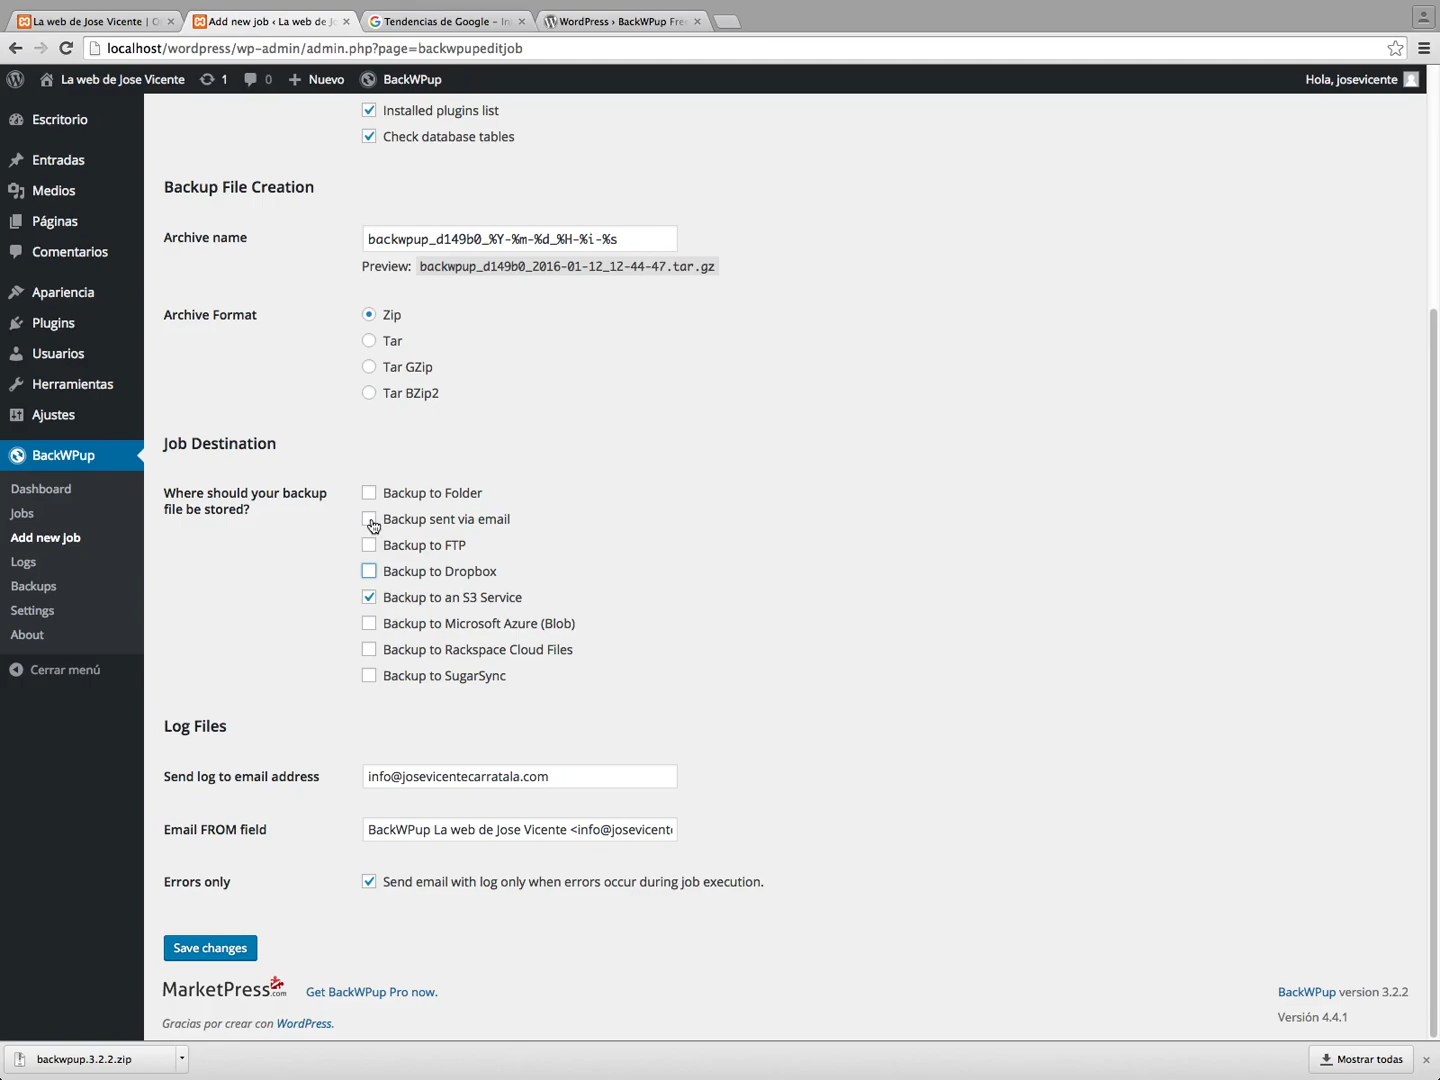 La web de Jose Vicente | O
Add new job ‹ La web de Jo
Tendencias de Google – In
WordPress › BackWPup Free
localhost/wordpress/wp-admin/admin.php?page=backwpupeditjob
La web de Jose Vicente 1 0 Nuevo BackWPup Hola, josevicente
Escritorio
Entradas
Medios
Páginas
Comentarios
Apariencia
Plugins
Usuarios
Herramientas
Ajustes
BackWPup
Dashboard
Jobs
Add new job
Logs
Backups
Settings
About
Cerrar menú
Installed plugins list
Check database tables
Backup File Creation
Archive name
backwpup_d149b0_%Y-%m-%d_%H-%i-%s
Preview: backwpup_d149b0_2016-01-12_12-44-47.tar.gz
Archive Format
Zip
Tar
Tar GZip
Tar BZip2
Job Destination
Where should your backup
file be stored?
Backup to Folder
Backup sent via email
Backup to FTP
Backup to Dropbox
Backup to an S3 Service
Backup to Microsoft Azure (Blob)
Backup to Rackspace Cloud Files
Backup to SugarSync
Log Files
Send log to email address
info@josevicentecarratala.com
Email FROM field
BackWPup La web de Jose Vicente <info@josevicent
Errors only
Send email with log only when errors occur during job execution.
Save changes
MarketPress.com
Get BackWPup Pro now.
BackWPup version 3.2.2
Gracias por crear con WordPress.
Versión 4.4.1
backwpup.3.2.2.zip
Mostrar todas